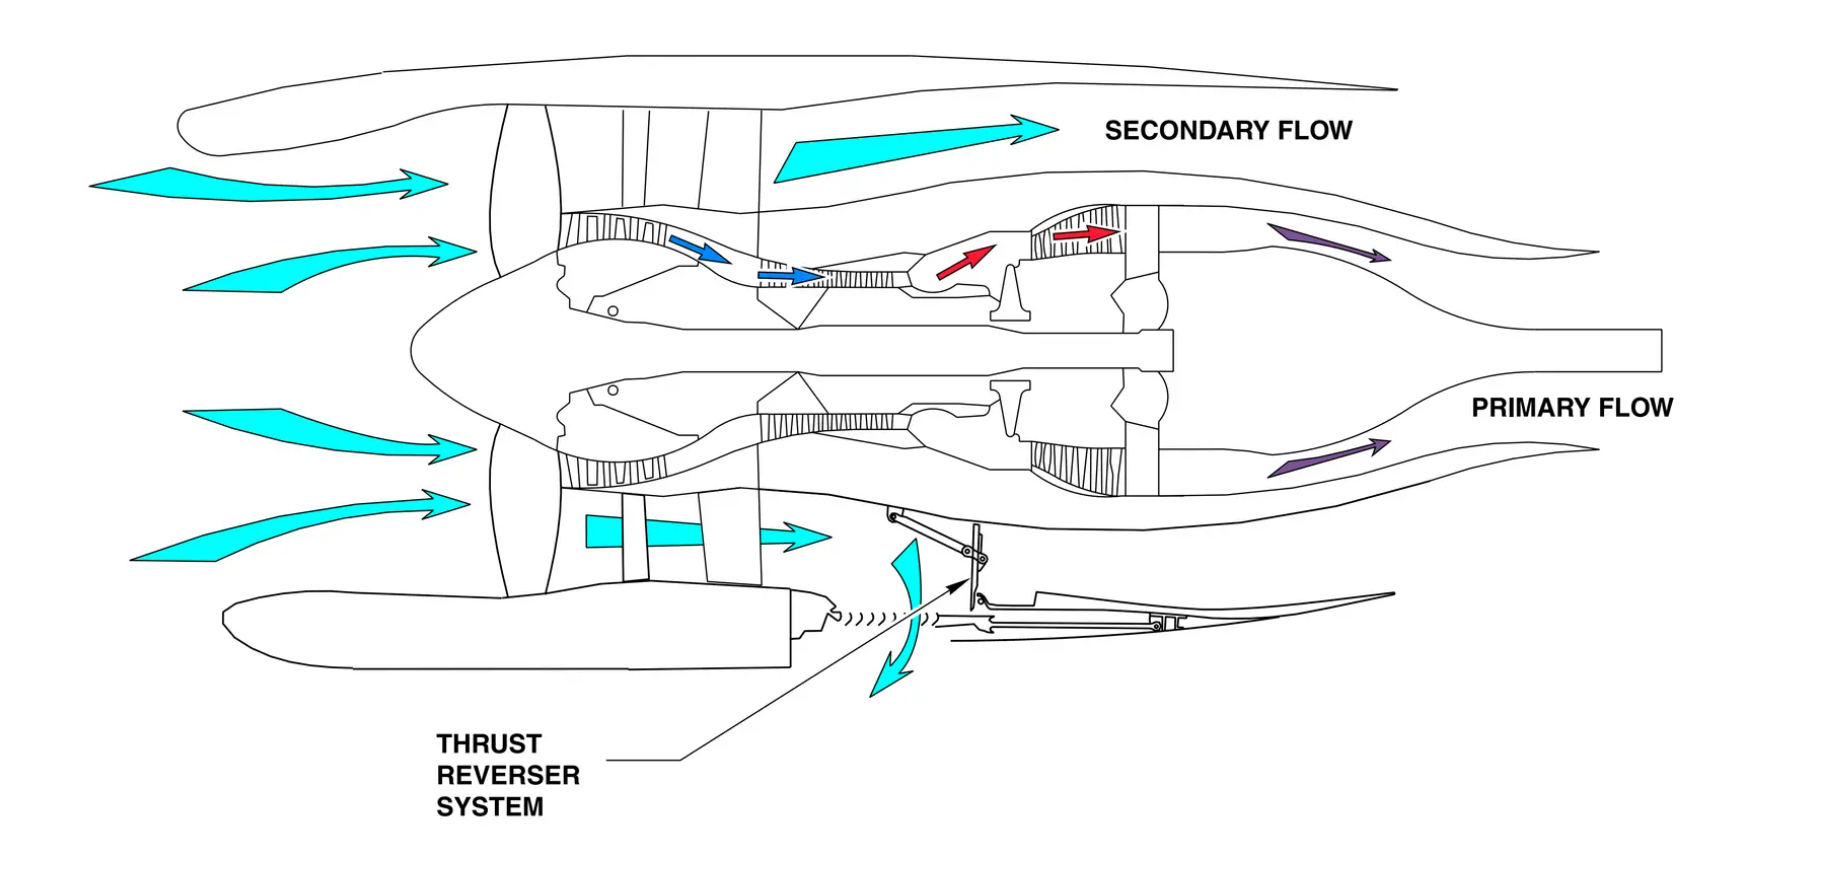 SECONDARY FLOW
PRIMARY FLOW
THRUST
REVERSER
SYSTEM